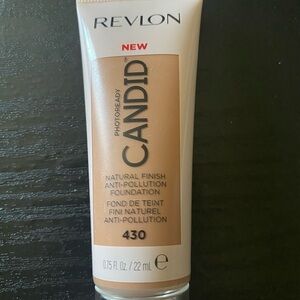 REVLON
NEW
PHOTOREADY
CANDID™
NATURAL FINISH
ANTI-POLLUTION
FOUNDATION
FOND DE TEINT
FINI NATUREL
ANTI-POLLUTION
430
0.75 FL. Oz. / 22 mL ℮